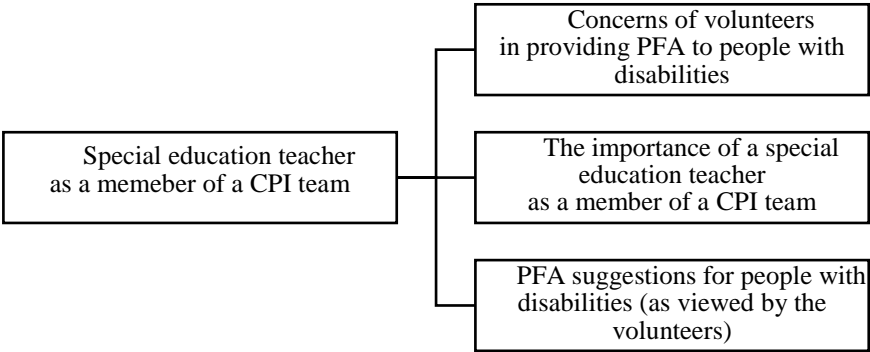 Special education teacher
as a memeber of a CPI team
Concerns of volunteers
in providing PFA to people with
disabilities
The importance of a special
education teacher
as a member of a CPI team
PFA suggestions for people with
disabilities (as viewed by the
volunteers)